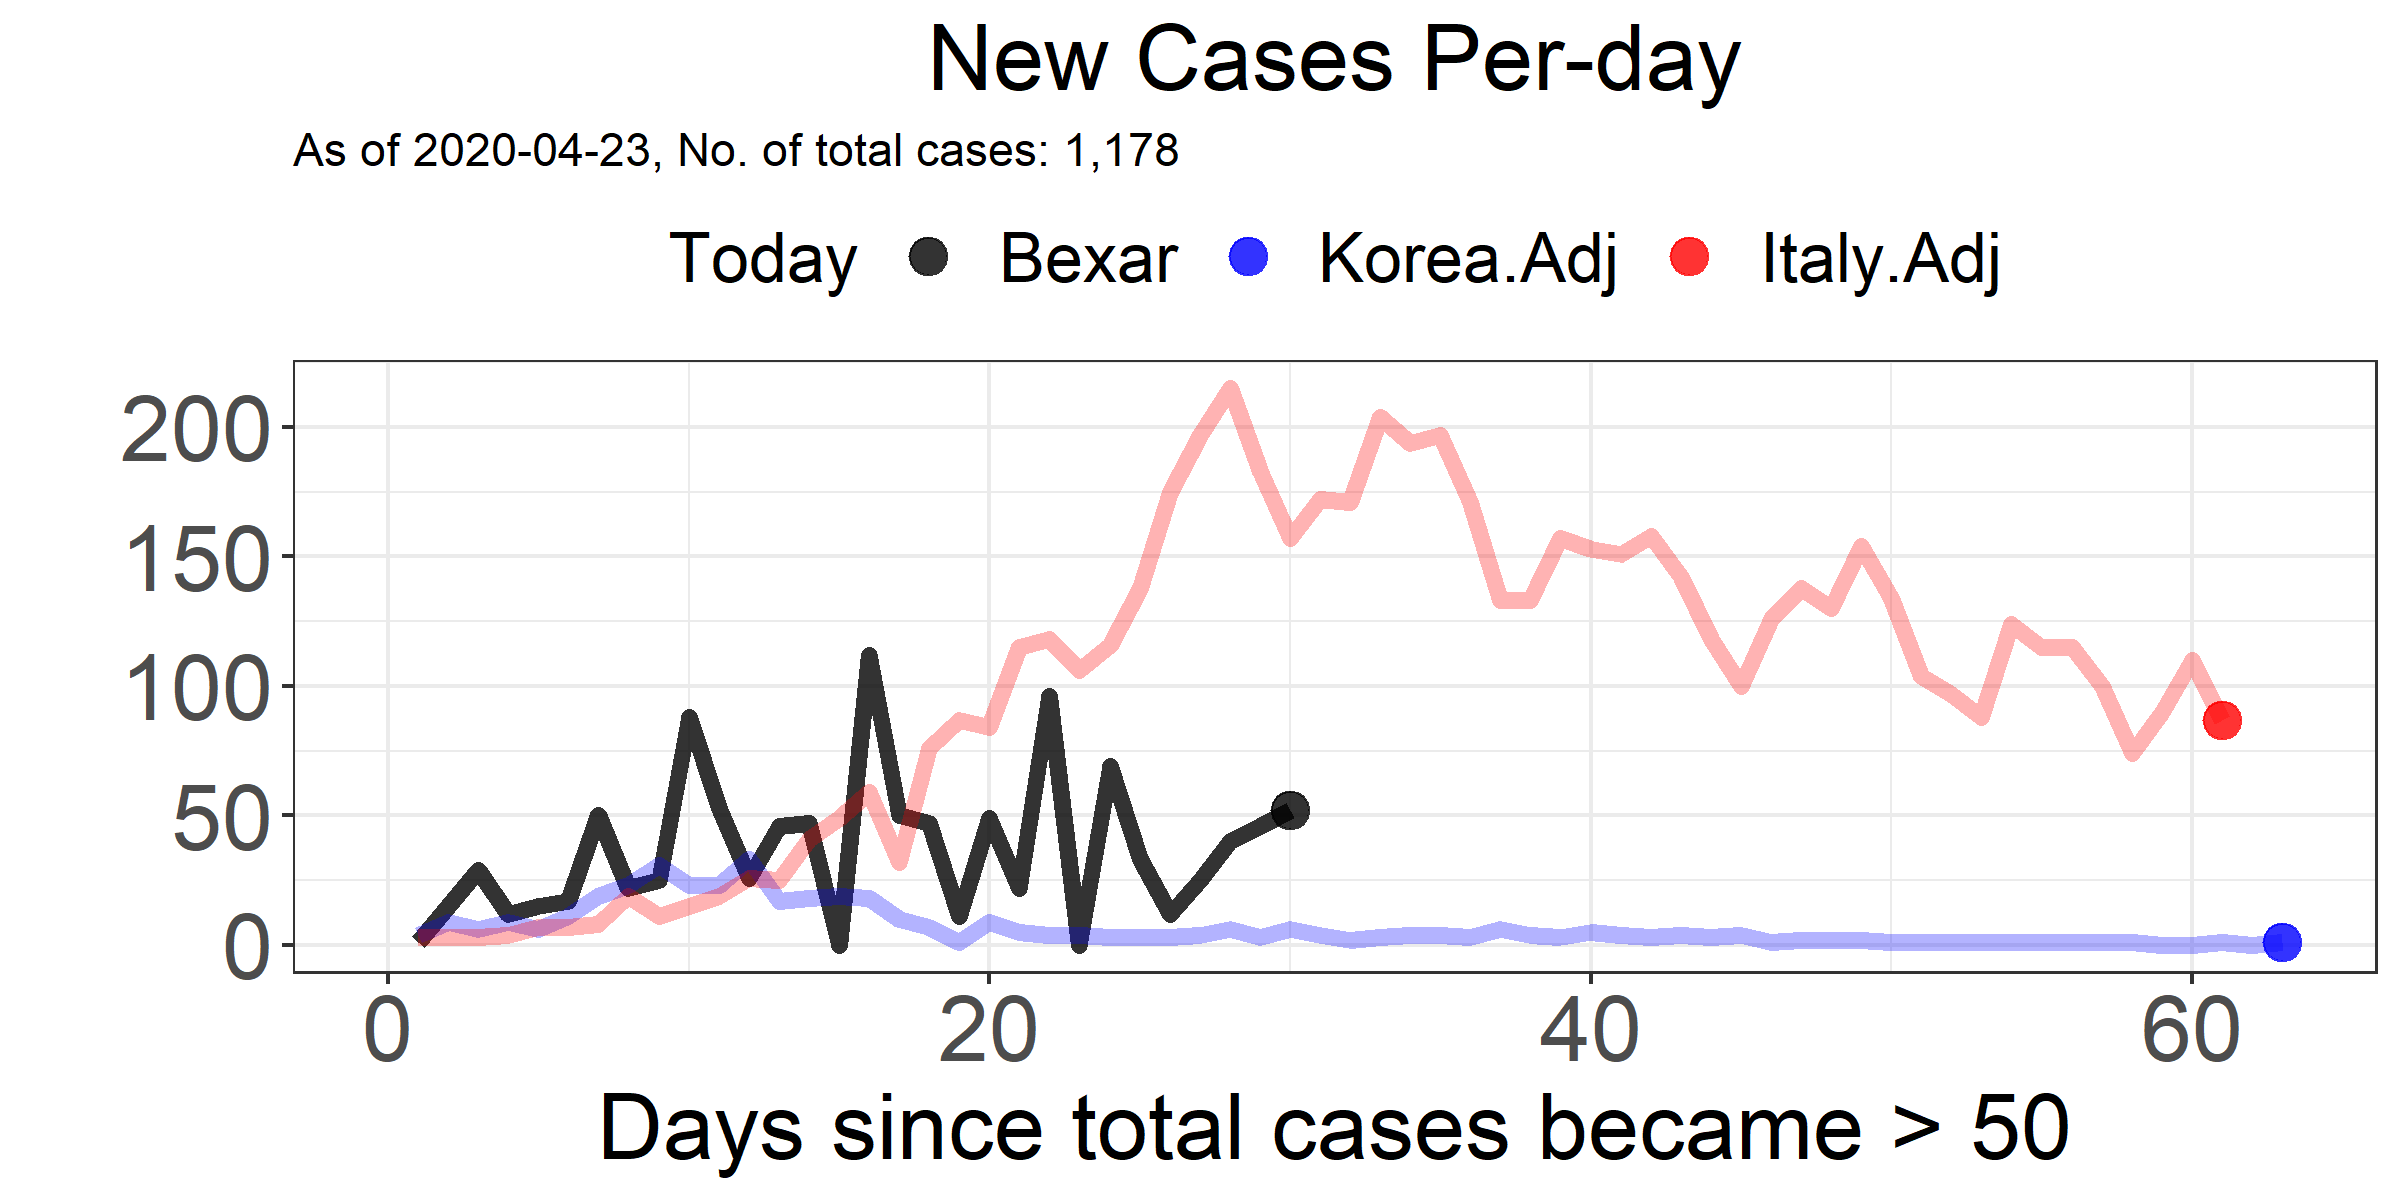 New Cases Per-day
As of 2020-04-23, No. of total cases: 1,178
Today Bexar Korea.Adj Italy.Adj
200
150
100
50
0
0 20 40 60
Days since total cases became > 50